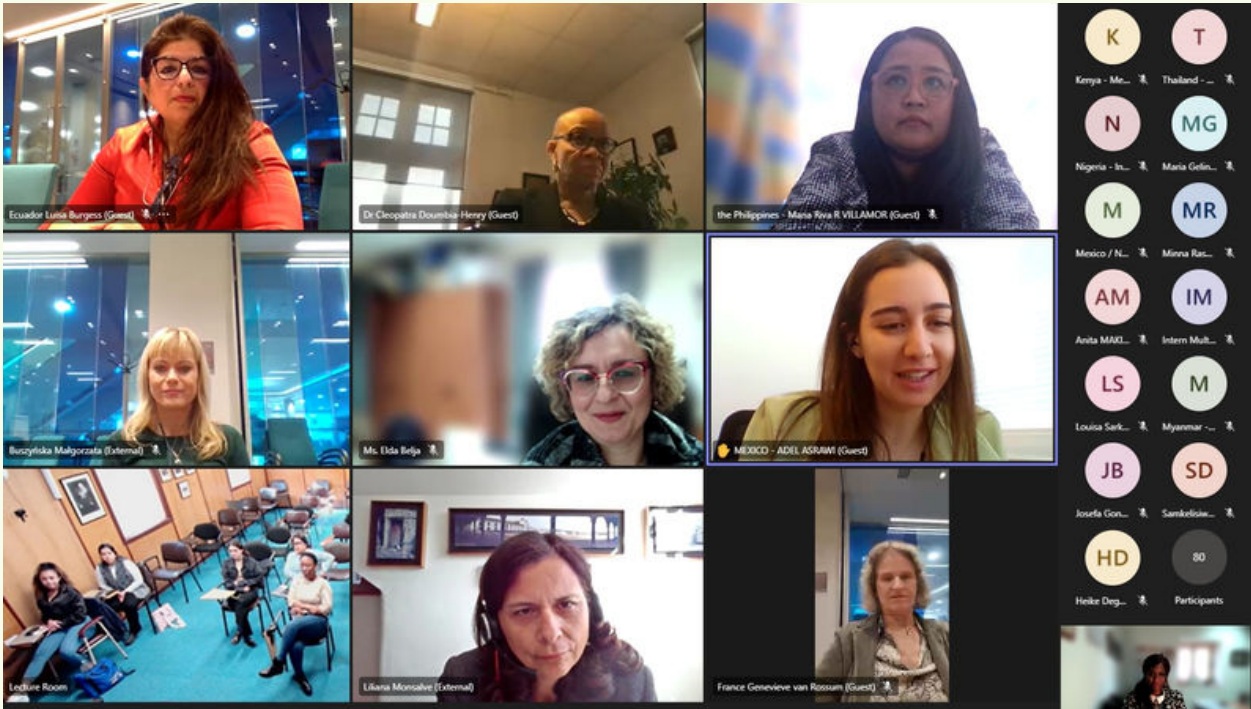 Ecuador Luisa Burgess (Guest)
Dr Cleopatra Doumbia-Henry (Guest)
the Philippines - Maria Riva R VILLAMOR (Guest)
Buszyńska Małgorzata (External)
Ms. Elda Belja
MEXICO - ADEL ASRAWI (Guest)
Lecture Room
Liliana Monsalve (External)
France Genevieve van Rossum (Guest)
K
T
Kenya - Me...
Thailand - ...
N
MG
Nigeria - In...
Maria Gelin...
M
MR
Mexico / N...
Minna Ras...
AM
IM
Anita MAKI...
Intern Mult...
LS
M
Louisa Sark...
Myanmar -...
JB
SD
Josefa Gon...
Samkelisiw...
HD
80
Heike Deg...
Participants